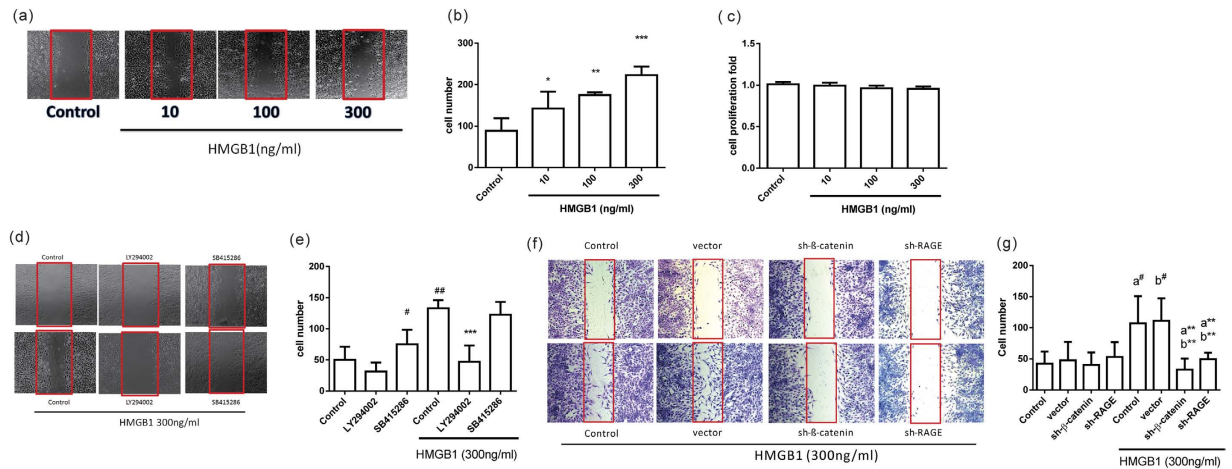 (a)
Control 10 100 300
HMGB1(ng/ml)
(b)
cell number
300
200
100
0
* ** ***
Control 10 100 300
HMGB1 (ng/ml)
(c)
cell proliferation fold
1.5
1.0
0.5
0.0
Control 10 100 300
HMGB1 (ng/ml)
(d)
Control LY294002 SB415286
Control LY294002 SB415286
HMGB1 300ng/ml
(e)
cell number
200
150
100
50
0
# ## ***
Control LY294002 SB415286 Control LY294002 SB415286
HMGB1 (300ng/ml)
(f)
Control vector sh-ß-catenin sh-RAGE
Control vector sh-ß-catenin sh-RAGE
HMGB1 (300ng/ml)
(g)
Cell number
200
150
100
50
0
a# b#
a** a**
b** b**
Control vector sh-β-catenin sh-RAGE Control vector sh-β-catenin sh-RAGE
HMGB1 (300ng/ml)